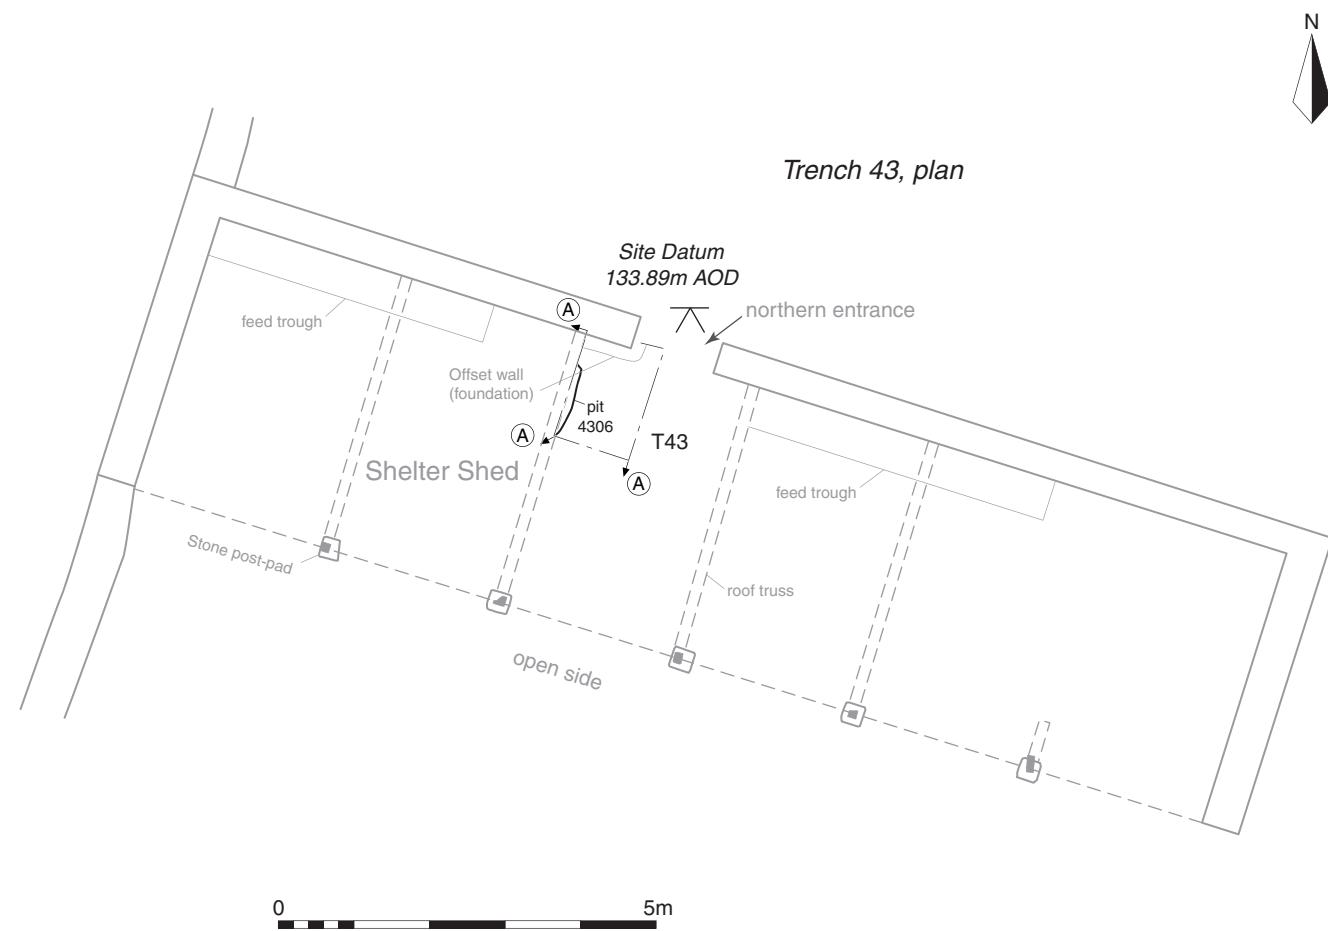 N
Trench 43, plan
Site Datum
133.89m AOD
A
northern entrance
feed trough
Offset wall
(foundation)
pit
4306
A
T43
Shelter Shed
A
feed trough
Stone post-pad
roof truss
open side
0
5m